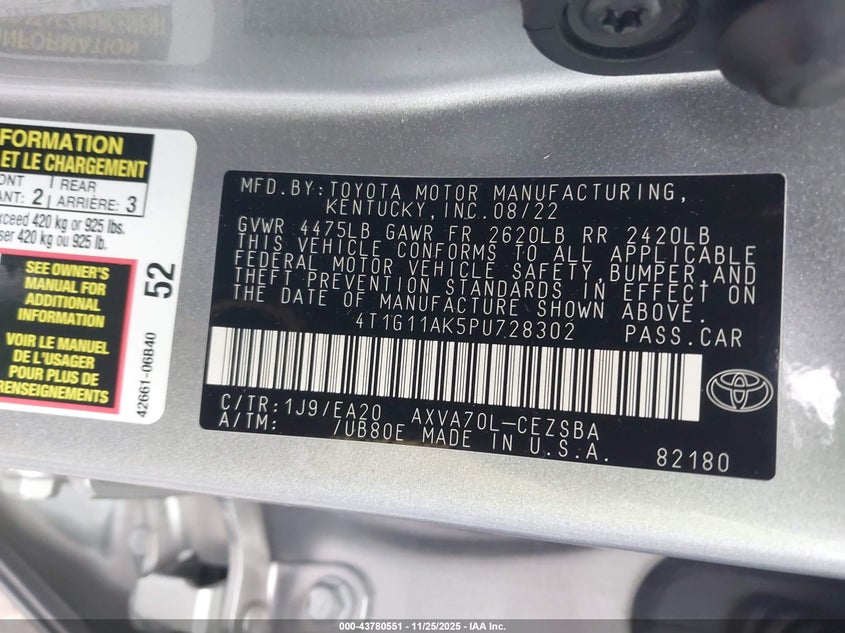 FORMATION
ET LE CHARGEMENT
ONT
ANT: 2
REAR
ARRIÈRE: 3
xceed 420 kg or 925 lbs.
ser 420 kg ou 925 lb.
SEE OWNER'S
MANUAL FOR
ADDITIONAL
INFORMATION
VOIR LE MANUEL
DE L'USAGER
POUR PLUS DE
RENSEIGNEMENTS
52
42661-06B40
MFD.BY:TOYOTA MOTOR MANUFACTURING,
KENTUCKY, INC. 08/22
GVWR 4475LB GAWR FR 2620LB RR 2420LB
THIS VEHICLE CONFORMS TO ALL APPLICABLE
FEDERAL MOTOR VEHICLE SAFETY, BUMPER, AND
THEFT PREVENTION STANDARDS IN EFFECT ON
THE DATE OF MANUFACTURE SHOWN ABOVE.
4T1G11AK5PU728302 PASS.CAR
C/TR:1J9/EA20 AXVA70L-CEZSBA
A/TM: 7UB80E MADE IN U.S.A.
82180
000-43780551 | 11/25/2025 - IAA Inc.